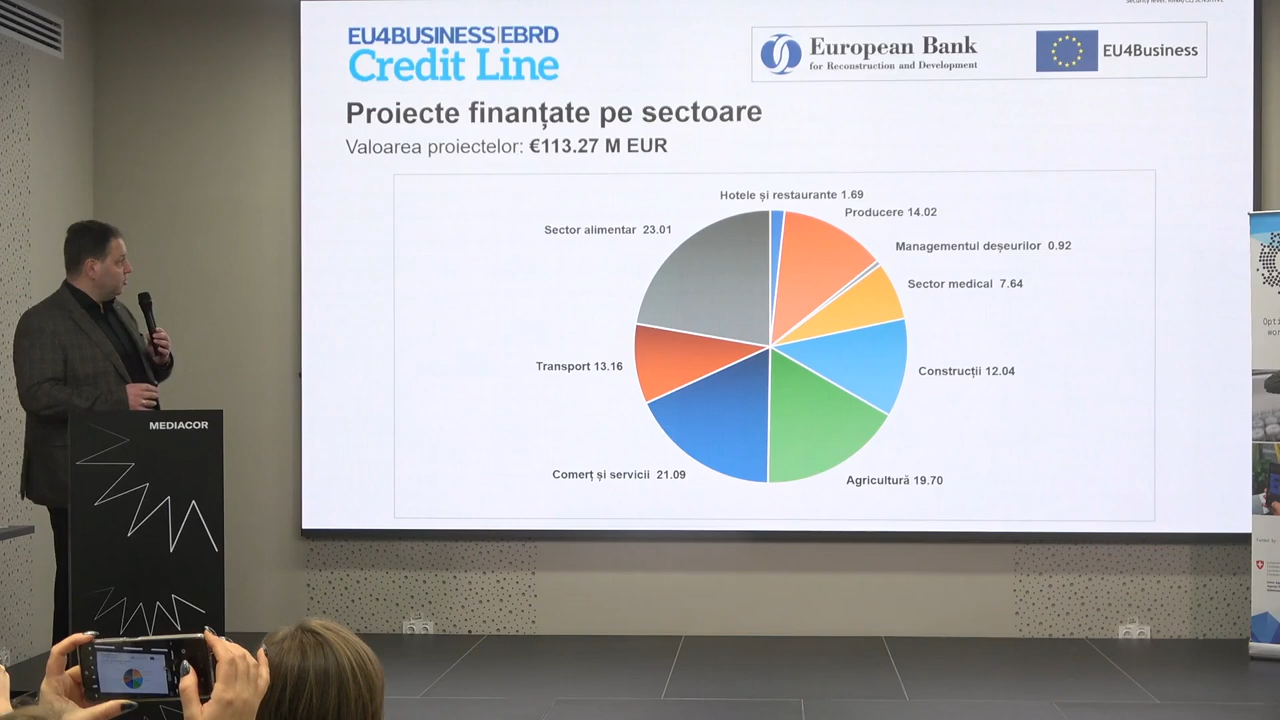 EU4BUSINESS|EBRD
Credit Line
European Bank
for Reconstruction and Development
EU4Business
Proiecte finanțate pe sectoare
Valoarea proiectelor: €113.27 M EUR
Hotele și restaurante 1.69
Producere 14.02
Sector alimentar 23.01
Managementul deșeurilor 0.92
Sector medical 7.64
Transport 13.16
Construcții 12.04
Comerț și servicii 21.09
Agricultură 19.70
MEDIACOR